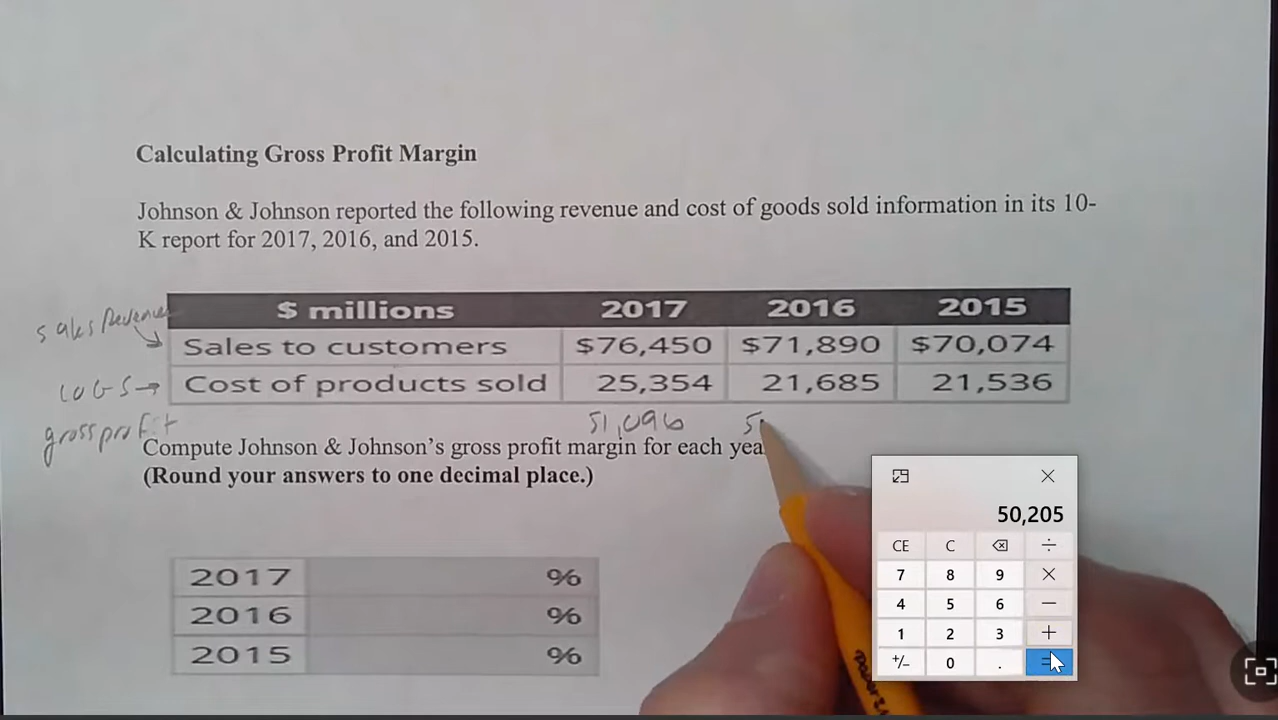 Calculating Gross Profit Margin
Johnson & Johnson reported the following revenue and cost of goods sold information in its 10-
K report for 2017, 2016, and 2015.
sales Revenue
$ millions 2017 2016 2015
Sales to customers $76,450 $71,890 $70,074
COGS → Cost of products sold 25,354 21,685 21,536
gross profit 51,096 5
Compute Johnson & Johnson's gross profit margin for each yea
(Round your answers to one decimal place.)
2017 %
2016 %
2015 %
50,205
CE C ⌫ ÷
7 8 9 ×
4 5 6 −
1 2 3 +
+/− 0 . =